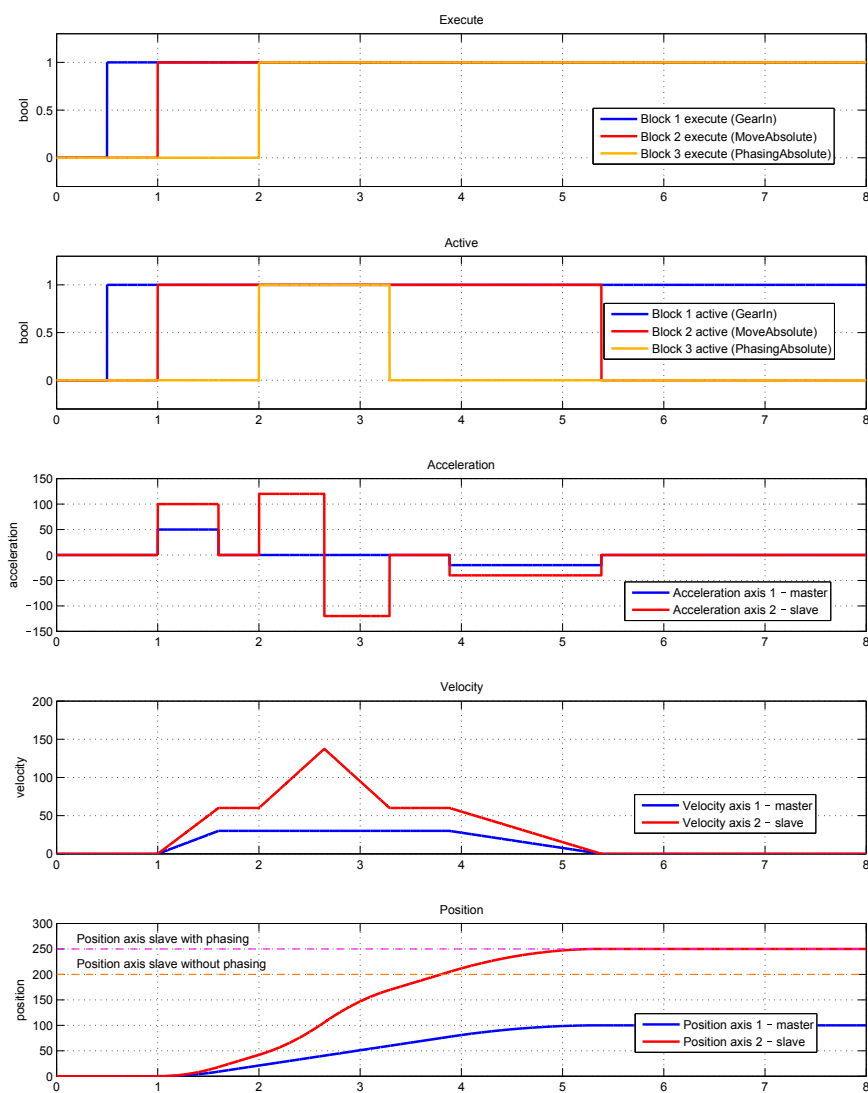 Execute
1
0.5
0
bool
Block 1 execute (GearIn)
Block 2 execute (MoveAbsolute)
Block 3 execute (PhasingAbsolute)
0 1 2 3 4 5 6 7 8
Active
1
0.5
0
bool
Block 1 active (GearIn)
Block 2 active (MoveAbsolute)
Block 3 active (PhasingAbsolute)
0 1 2 3 4 5 6 7 8
Acceleration
150
100
50
0
−50
−100
−150
acceleration
Acceleration axis 1 − master
Acceleration axis 2 − slave
0 1 2 3 4 5 6 7 8
Velocity
200
150
100
50
0
velocity
Velocity axis 1 − master
Velocity axis 2 − slave
0 1 2 3 4 5 6 7 8
Position
300
250
200
150
100
50
0
position
Position axis slave with phasing
Position axis slave without phasing
Position axis 1 − master
Position axis 2 − slave
0 1 2 3 4 5 6 7 8